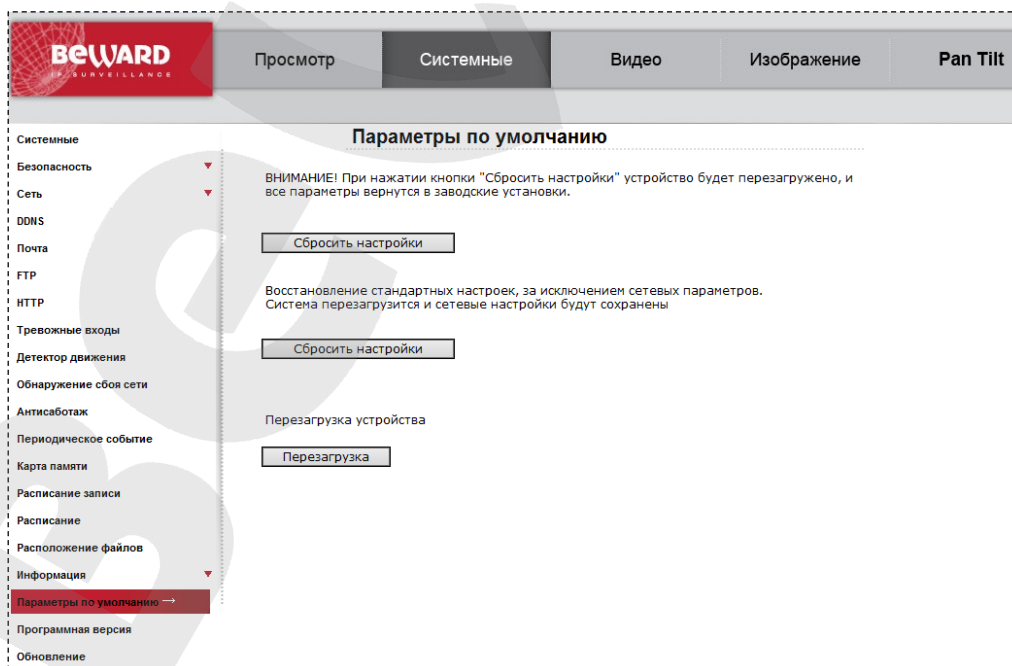 BEWARD
IP SURVEILLANCE
Просмотр
Системные
Видео
Изображение
Pan Tilt
Системные
Безопасность
Сеть
DDNS
Почта
FTP
HTTP
Тревожные входы
Детектор движения
Обнаружение сбоя сети
Антисаботаж
Периодическое событие
Карта памяти
Расписание записи
Расписание
Расположение файлов
Информация
Параметры по умолчанию →
Программная версия
Обновление
Параметры по умолчанию
ВНИМАНИЕ! При нажатии кнопки "Сбросить настройки" устройство будет перезагружено, и
все параметры вернутся в заводские установки.
Сбросить настройки
Восстановление стандартных настроек, за исключением сетевых параметров.
Система перезагрузится и сетевые настройки будут сохранены
Сбросить настройки
Перезагрузка устройства
Перезагрузка